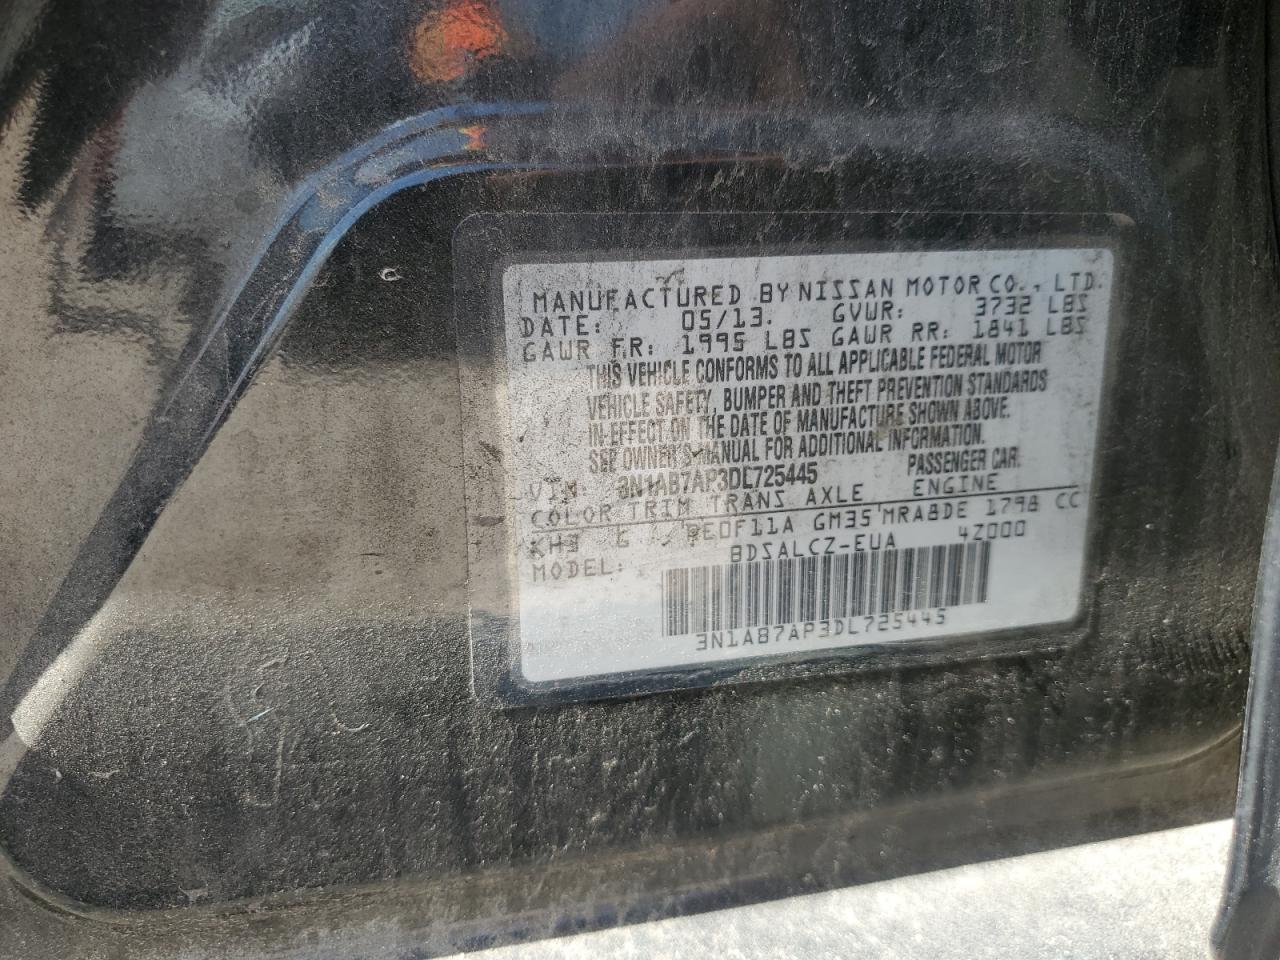 MANUFACTURED BY NISSAN MOTOR CO., LTD.
DATE: 05/13. GVWR: 3732 LBS
GAWR FR: 1995 LBS GAWR RR: 1841 LBS
THIS VEHICLE CONFORMS TO ALL APPLICABLE FEDERAL MOTOR
VEHICLE SAFETY, BUMPER AND THEFT PREVENTION STANDARDS
IN EFFECT ON THE DATE OF MANUFACTURE SHOWN ABOVE.
SEE OWNER'S MANUAL FOR ADDITIONAL INFORMATION.
VIN: 3N1AB7AP3DL725445 PASSENGER CAR.
COLOR TRIM TRANS AXLE ENGINE
KH3 G RE0F11A GM35 MRA8DE 1798 CC
MODEL: BDSALCZ-EUA 4Z000
3N1AB7AP3DL725445